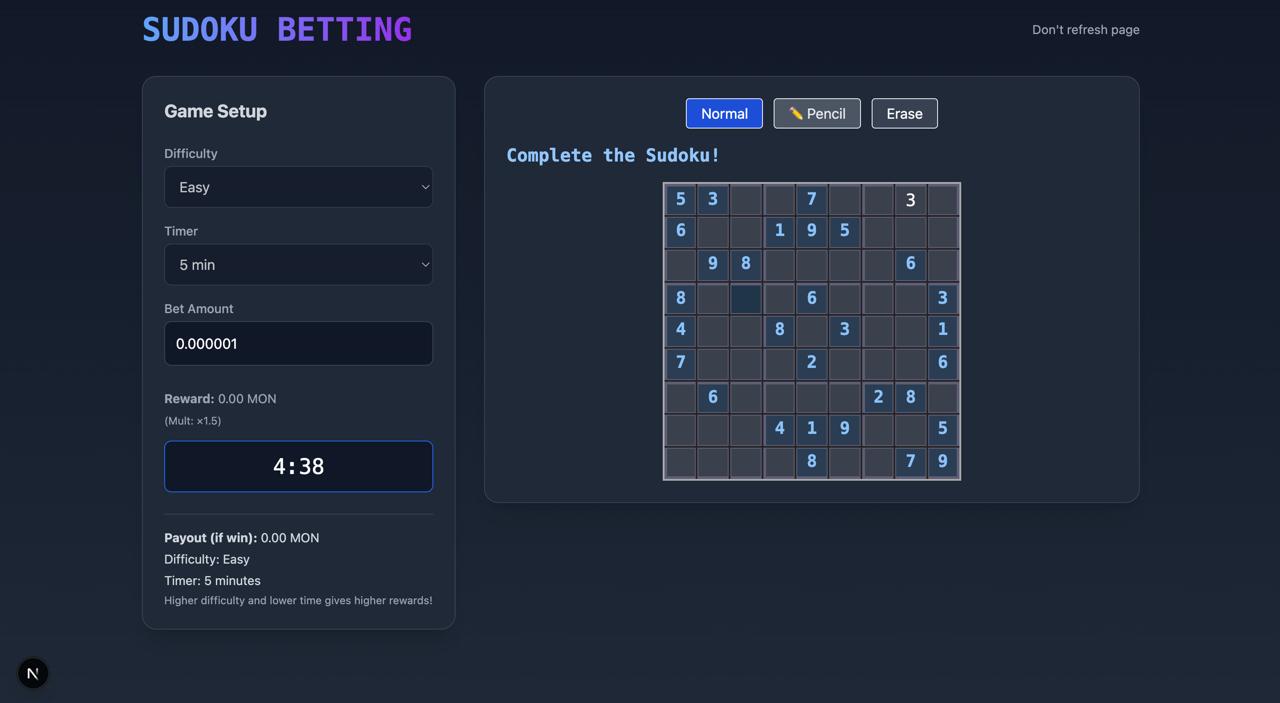 SUDOKU BETTING
Don't refresh page
Game Setup
Difficulty
Easy
Timer
5 min
Bet Amount
0.000001
Reward: 0.00 MON
(Mult: ×1.5)
4:38
Payout (if win): 0.00 MON
Difficulty: Easy
Timer: 5 minutes
Higher difficulty and lower time gives higher rewards!
Normal
✏️ Pencil
Erase
Complete the Sudoku!
5 3 7 3
6 1 9 5
9 8 6
8 6 3
4 8 3 1
7 2 6
6 2 8
4 1 9 5
8 7 9
N